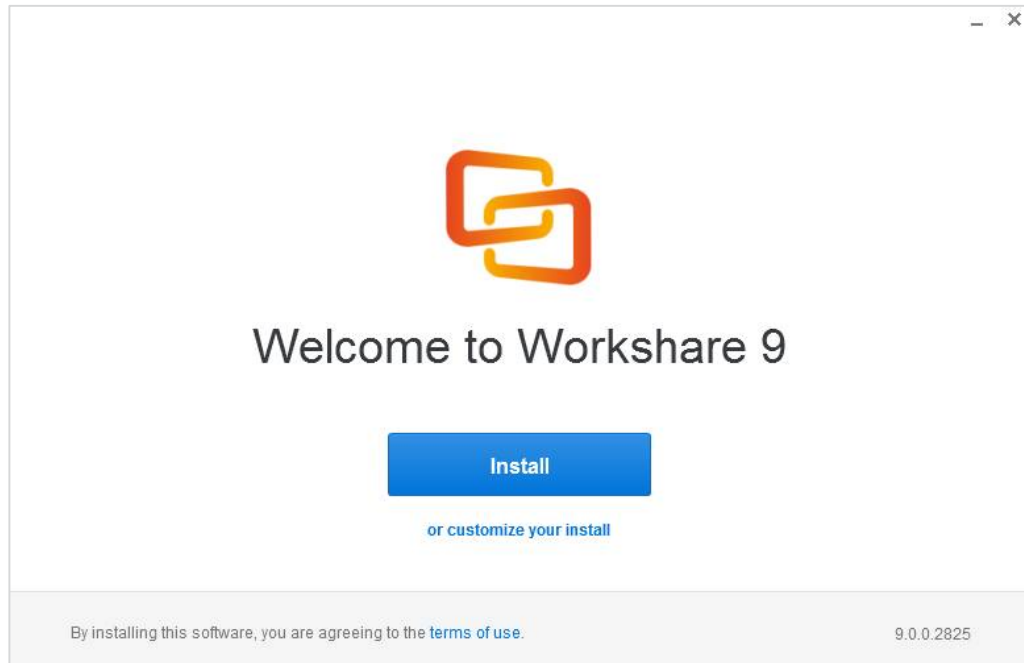 Welcome to Workshare 9
Install
or customize your install
By installing this software, you are agreeing to the terms of use.
9.0.0.2825